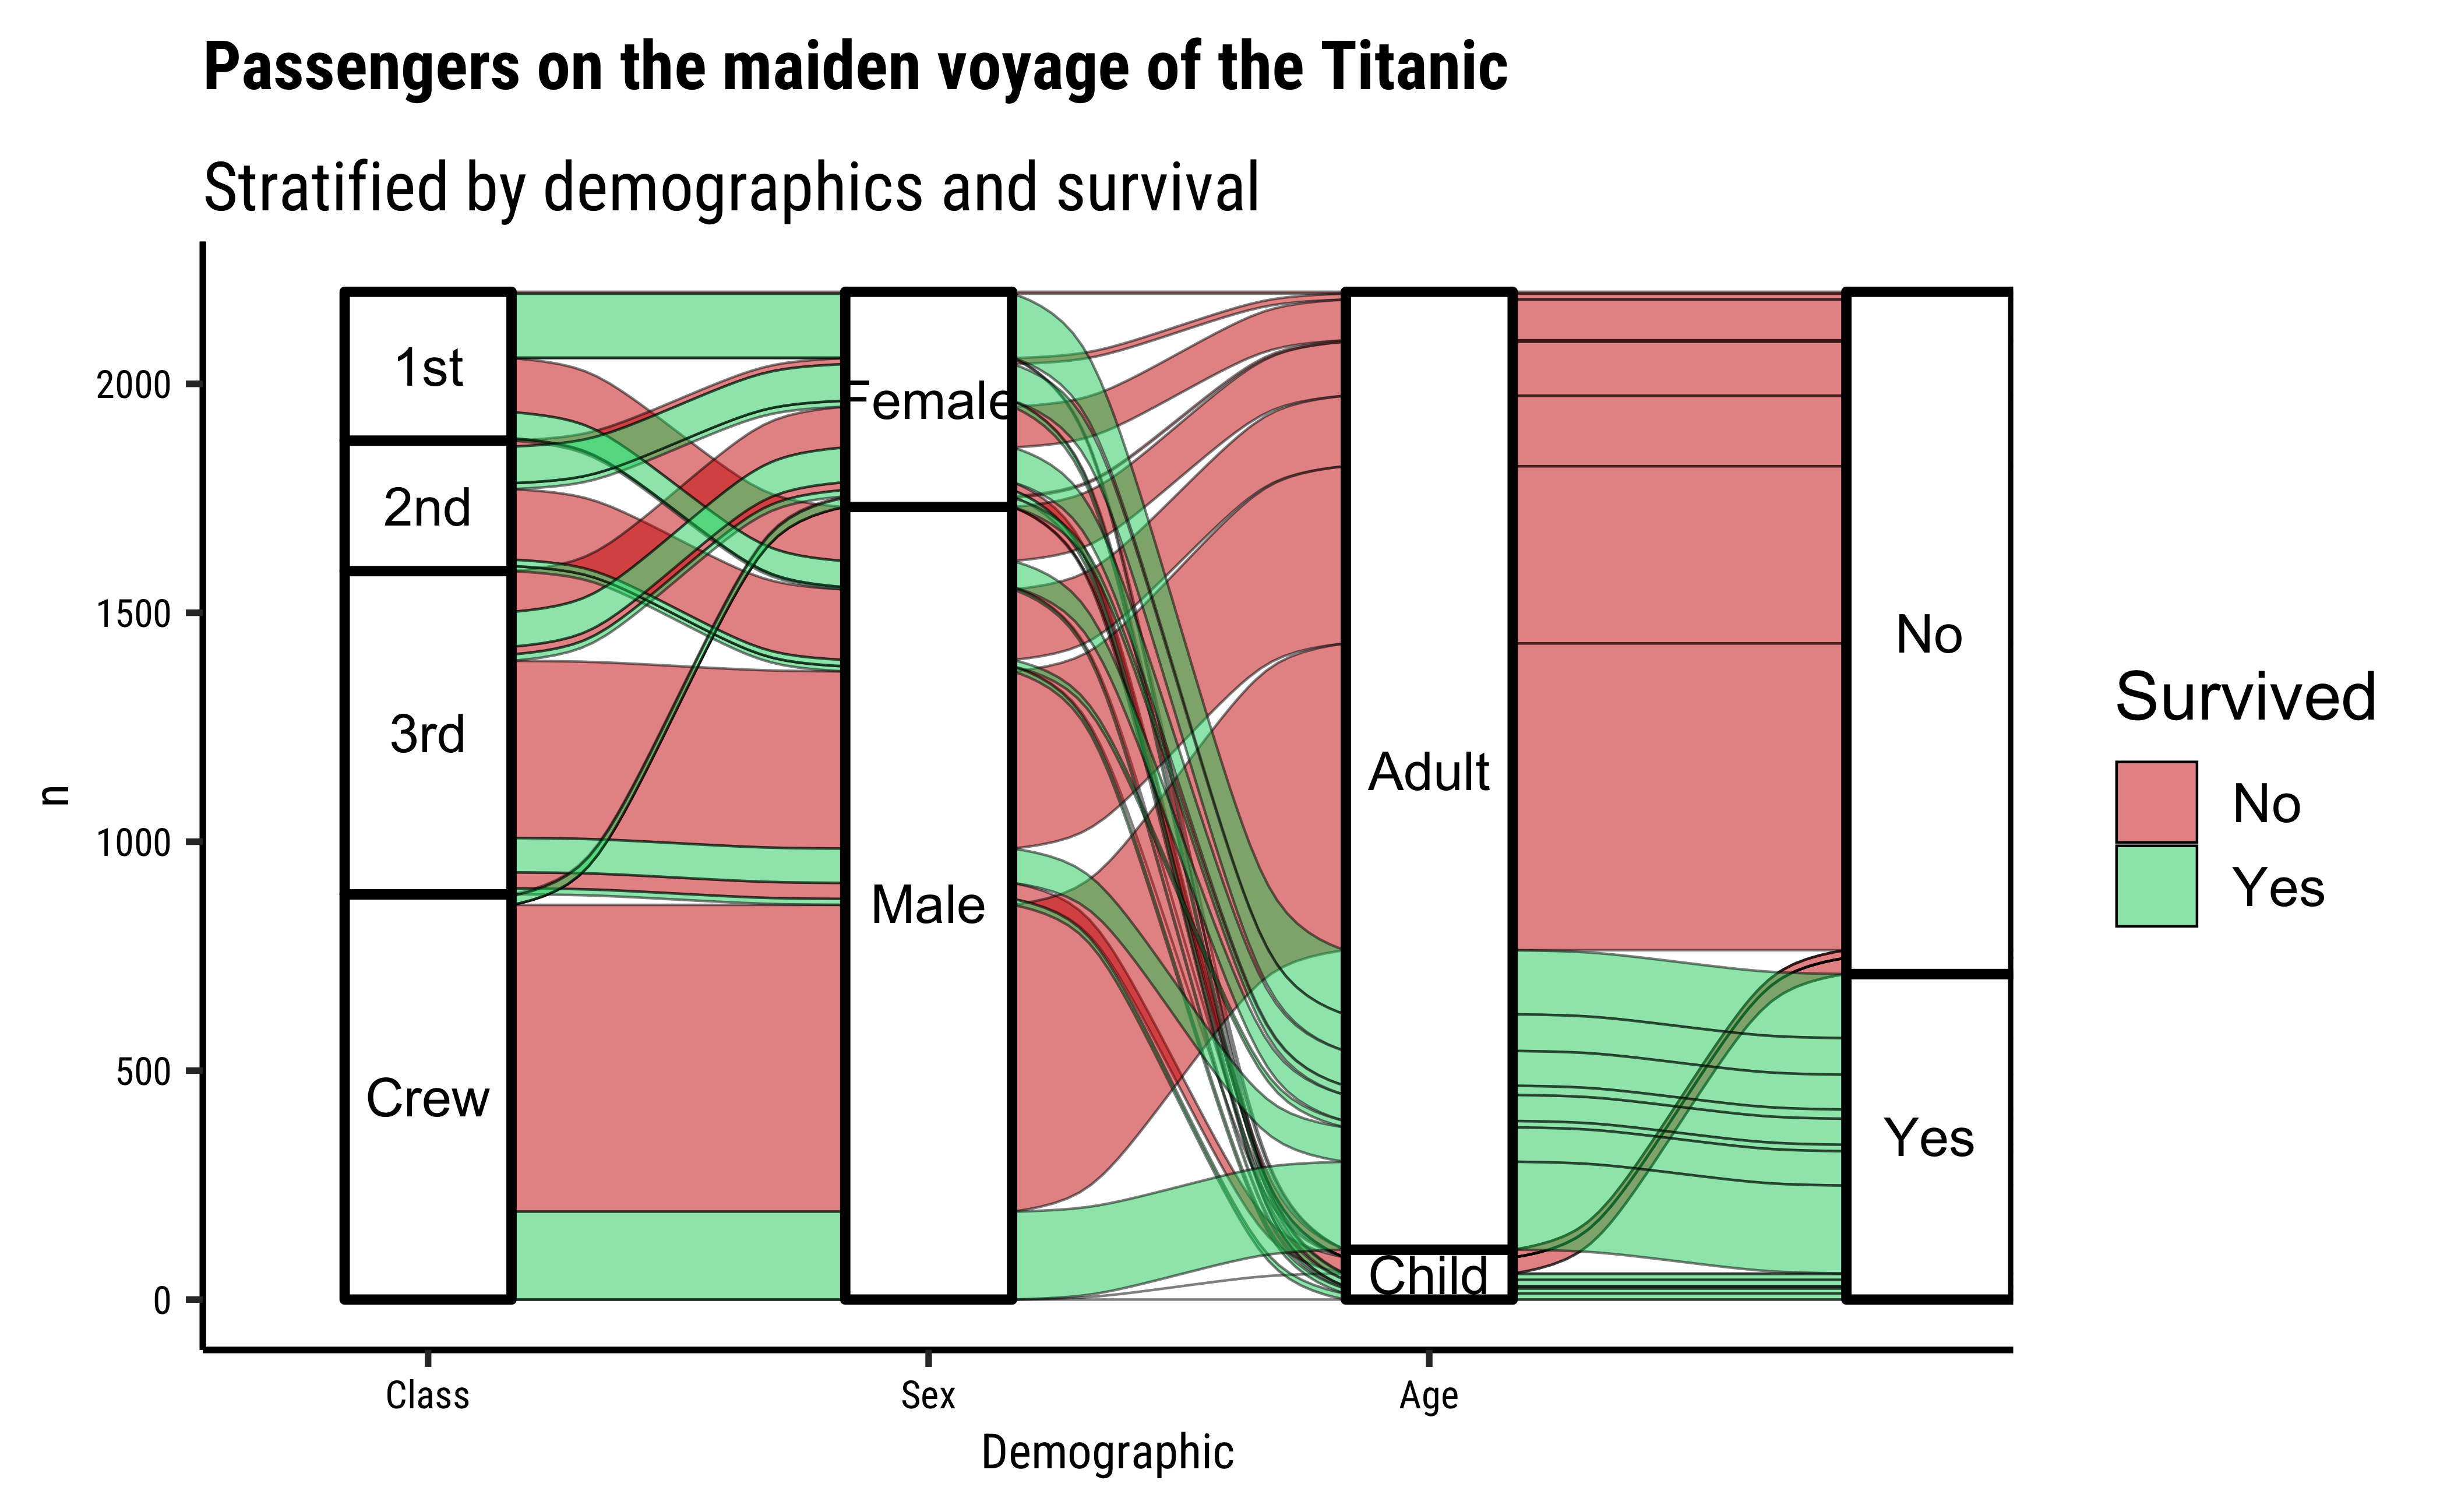 Passengers on the maiden voyage of the Titanic
Stratified by demographics and survival
n
2000
1500
1000
500
0
1st
2nd
3rd
Crew
Female
Male
Adult
Child
No
Yes
Class
Sex
Age
Demographic
Survived
No
Yes